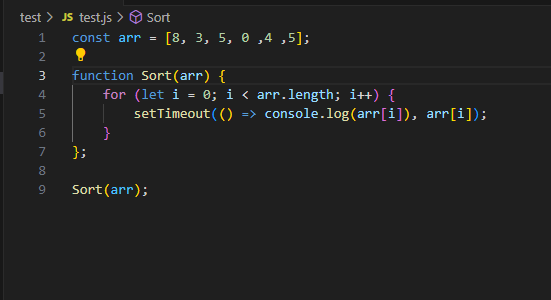 test > JS test.js > Sort
1 const arr = [8, 3, 5, 0 ,4 ,5];
2
3 function Sort(arr) {
4 for (let i = 0; i < arr.length; i++) {
5 setTimeout(() => console.log(arr[i]), arr[i]);
6 }
7 };
8
9 Sort(arr);